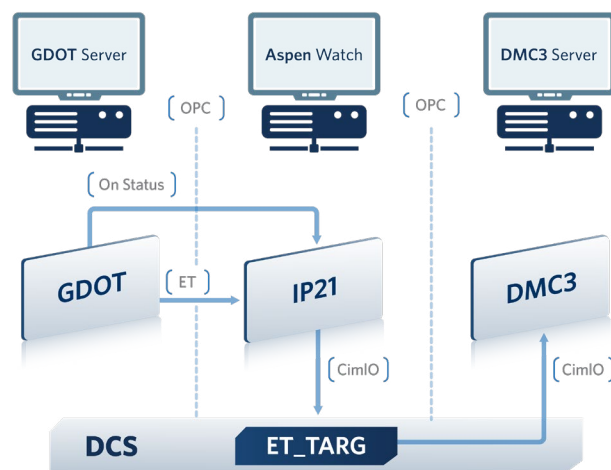 GDOT Server
Aspen Watch
DMC3 Server
OPC
OPC
On Status
GDOT
ET
IP21
DMC3
CimIO
CimIO
DCS
ET_TARG